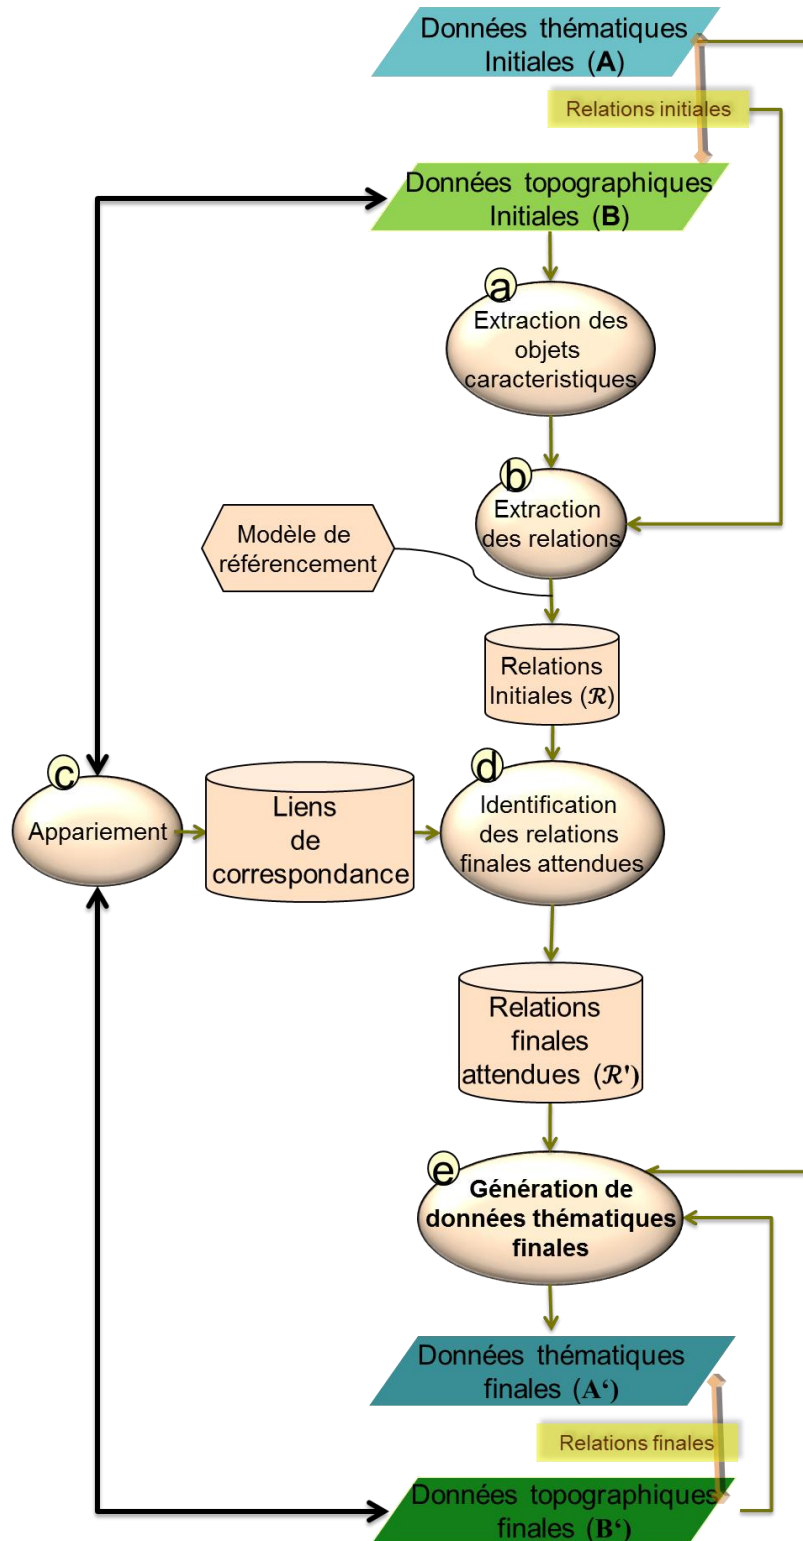 Données thématiques
Initiales (A)
Relations initiales
Données topographiques
Initiales (B)
a
Extraction des
objets
caracteristiques
b
Extraction
des relations
Modèle de
référencement
Relations
Initiales (ℛ)
c
Appariement
Liens
de
correspondance
d
Identification
des relations
finales attendues
Relations
finales
attendues (ℛ')
e
Génération de
données thématiques
finales
Données thématiques
finales (A‘)
Relations finales
Données topographiques
finales (B‘)